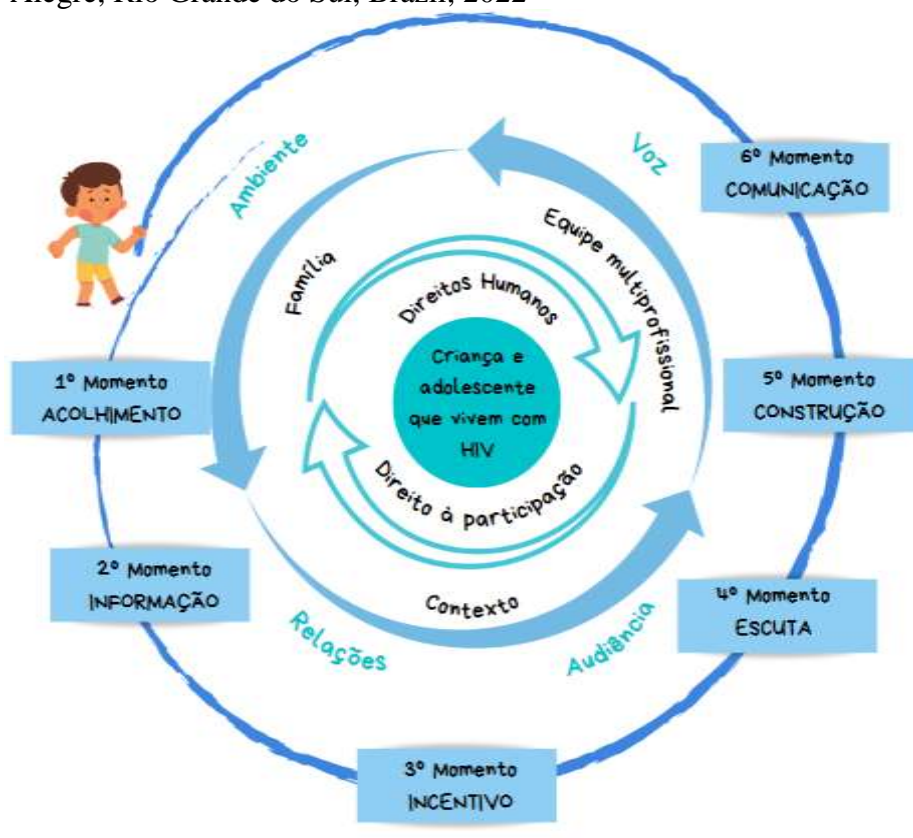 Alegre, Rio Grande do Sul, Brazil, 2022
Ambiente
Voz
6º Momento
COMUNICAÇÃO
Família
Equipe multiprofissional
Direitos Humanos
Criança e
adolescente
que vivem com
HIV
Direito à participação
1º Momento
ACOLHIMENTO
5º Momento
CONSTRUÇÃO
2º Momento
INFORMAÇÃO
Contexto
4º Momento
ESCUTA
Relações
Audiência
3º Momento
INCENTIVO